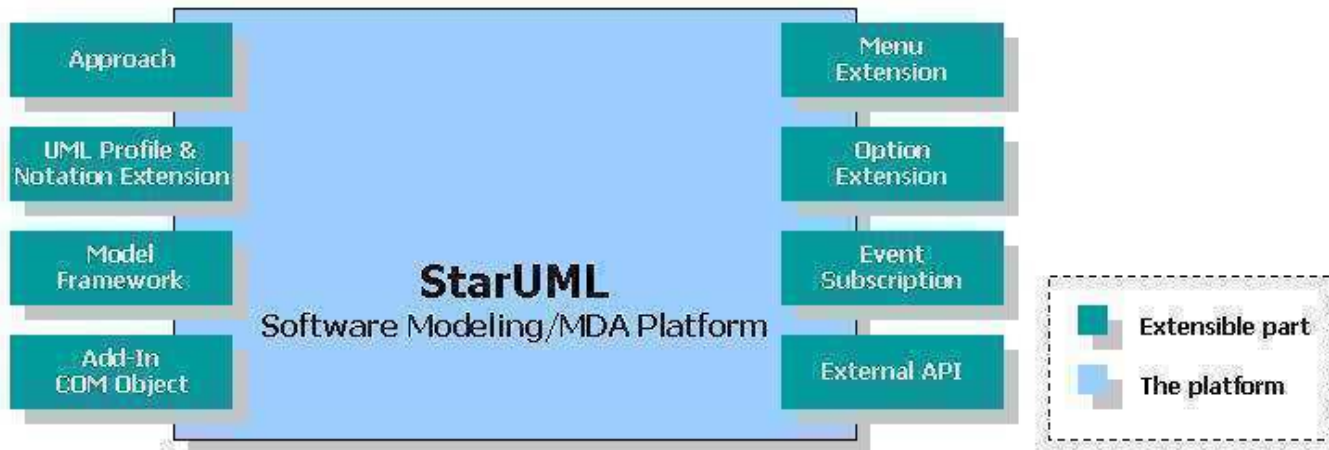 Approach
UML Profile &
Notation Extension
Model
Framework
Add-In
COM Object
StarUML
Software Modeling/MDA Platform
Menu
Extension
Option
Extension
Event
Subscription
External API
Extensible part
The platform